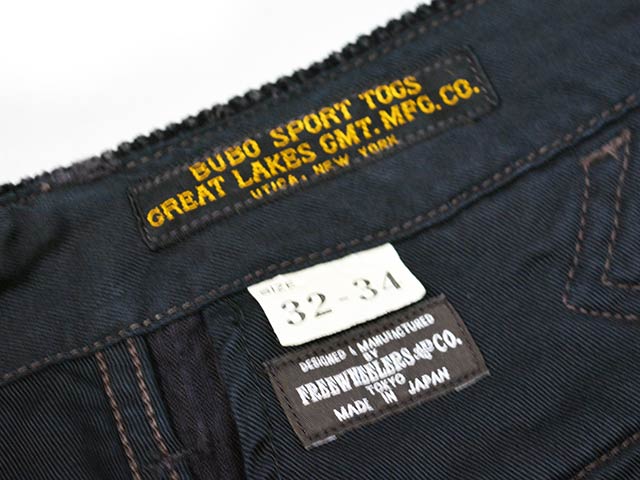 BUBO SPORT TOGS
GREAT LAKES GMT. MFG. CO.
UTICA, NEW YORK
SIZE
32-34
DESIGNED & MANUFACTURED
BY
FREEWHEELERS AND CO.
TOKYO
MADE IN JAPAN